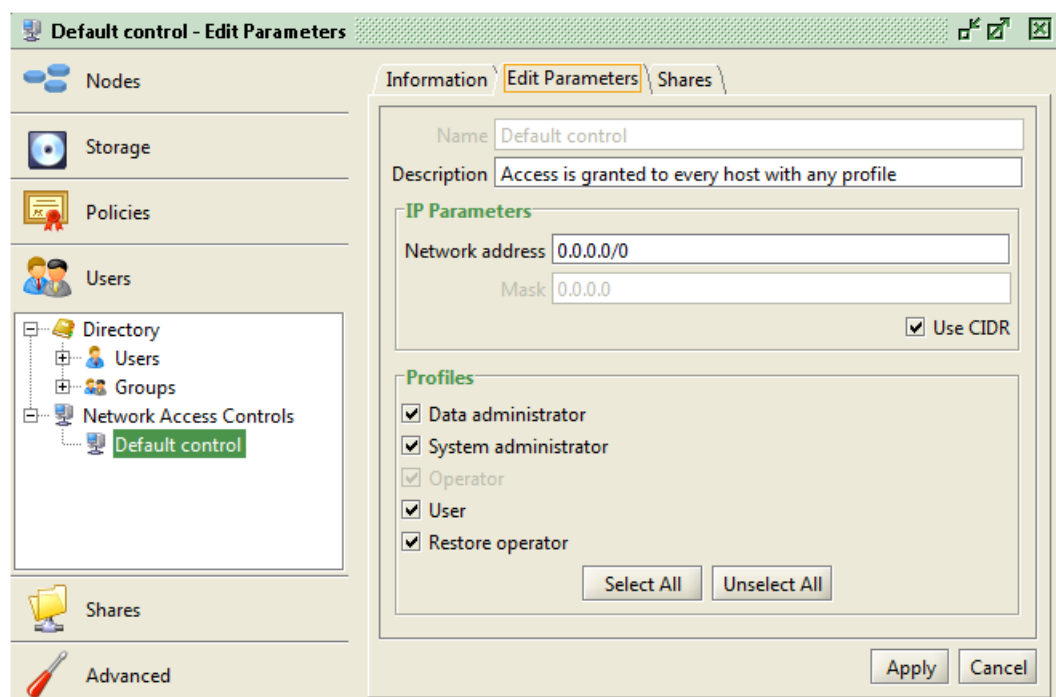 Default control - Edit Parameters
Nodes
Storage
Policies
Users
Directory
Users
Groups
Network Access Controls
Default control
Shares
Advanced
Information
Edit Parameters
Shares
Name Default control
Description Access is granted to every host with any profile
IP Parameters
Network address 0.0.0.0/0
Mask 0.0.0.0
Use CIDR
Profiles
Data administrator
System administrator
Operator
User
Restore operator
Select All Unselect All
Apply Cancel